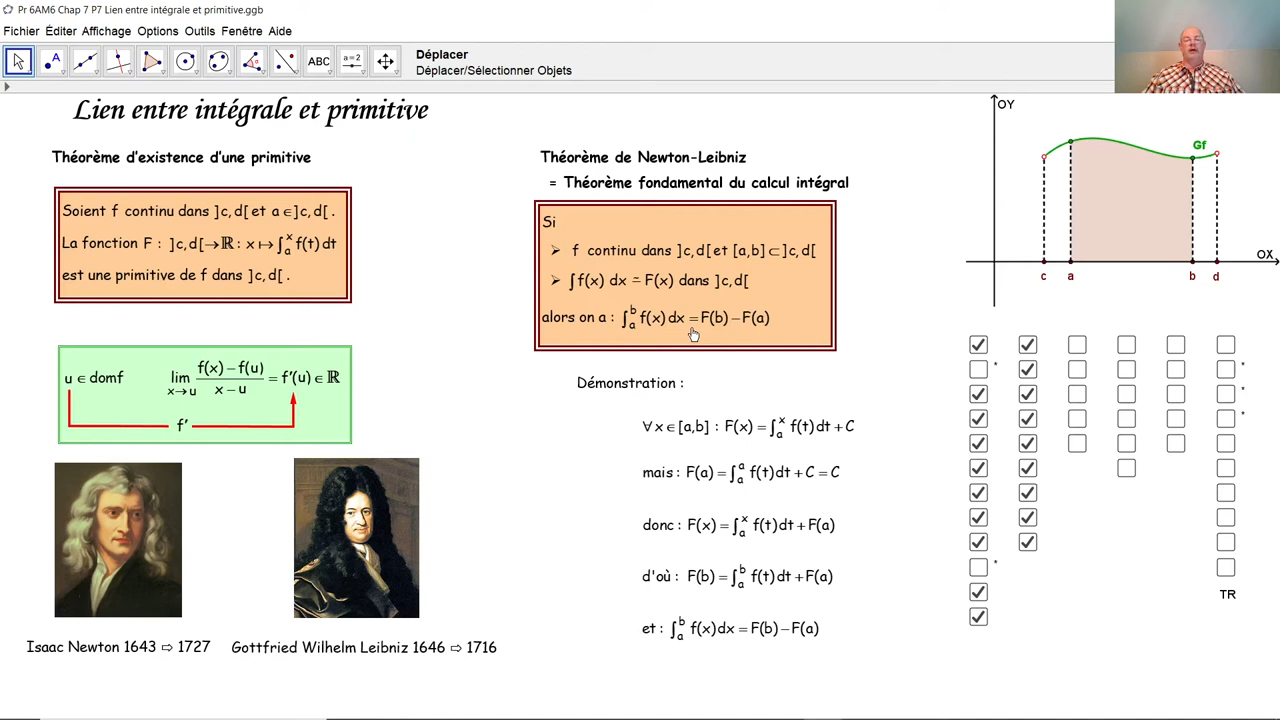 Pr 6AM6 Chap 7 P7 Lien entre intégrale et primitive.ggb
Fichier Éditer Affichage Options Outils Fenêtre Aide
A
ABC
a=2
Déplacer
Déplacer/Sélectionner Objets
Lien entre intégrale et primitive
Théorème d'existence d'une primitive
Soient f continu dans ]c,d[ et a ∈ ]c,d[ .
La fonction F : ]c,d[→ℝ : x ↦ ∫ₐˣ f(t) dt
est une primitive de f dans ]c,d[ .
u ∈ domf lim x→u (f(x) − f(u))/(x − u) = f'(u) ∈ ℝ
f'
Isaac Newton 1643 ⇨ 1727
Gottfried Wilhelm Leibniz 1646 ⇨ 1716
Théorème de Newton-Leibniz
= Théorème fondamental du calcul intégral
Si
➢ f continu dans ]c,d[ et [a,b] ⊂ ]c,d[
➢ ∫f(x) dx = F(x) dans ]c,d[
alors on a : ∫ₐᵇ f(x) dx = F(b) − F(a)
Démonstration :
∀ x ∈ [a,b] : F(x) = ∫ₐˣ f(t) dt + C
mais : F(a) = ∫ₐᵃ f(t) dt + C = C
donc : F(x) = ∫ₐˣ f(t) dt + F(a)
d'où : F(b) = ∫ₐᵇ f(t) dt + F(a)
et : ∫ₐᵇ f(x) dx = F(b) − F(a)
OY
Gf
OX
c a b d
*
*
*
*
*
TR